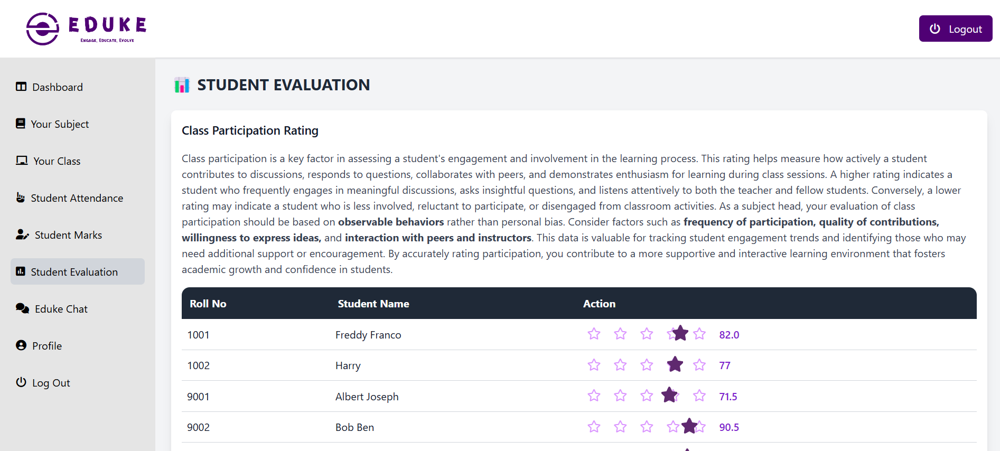 EDUKE
Engage, Educate, Evolve
Logout
Dashboard
Your Subject
Your Class
Student Attendance
Student Marks
Student Evaluation
Eduke Chat
Profile
Log Out
STUDENT EVALUATION
Class Participation Rating
Class participation is a key factor in assessing a student's engagement and involvement in the learning process. This rating helps measure how actively a student
contributes to discussions, responds to questions, collaborates with peers, and demonstrates enthusiasm for learning during class sessions. A higher rating indicates a
student who frequently engages in meaningful discussions, asks insightful questions, and listens attentively to both the teacher and fellow students. Conversely, a lower
rating may indicate a student who is less involved, reluctant to participate, or disengaged from classroom activities. As a subject head, your evaluation of class
participation should be based on observable behaviors rather than personal bias. Consider factors such as frequency of participation, quality of contributions,
willingness to express ideas, and interaction with peers and instructors. This data is valuable for tracking student engagement trends and identifying those who may
need additional support or encouragement. By accurately rating participation, you contribute to a more supportive and interactive learning environment that fosters
academic growth and confidence in students.
Roll No Student Name Action
1001 Freddy Franco 82.0
1002 Harry 77
9001 Albert Joseph 71.5
9002 Bob Ben 90.5